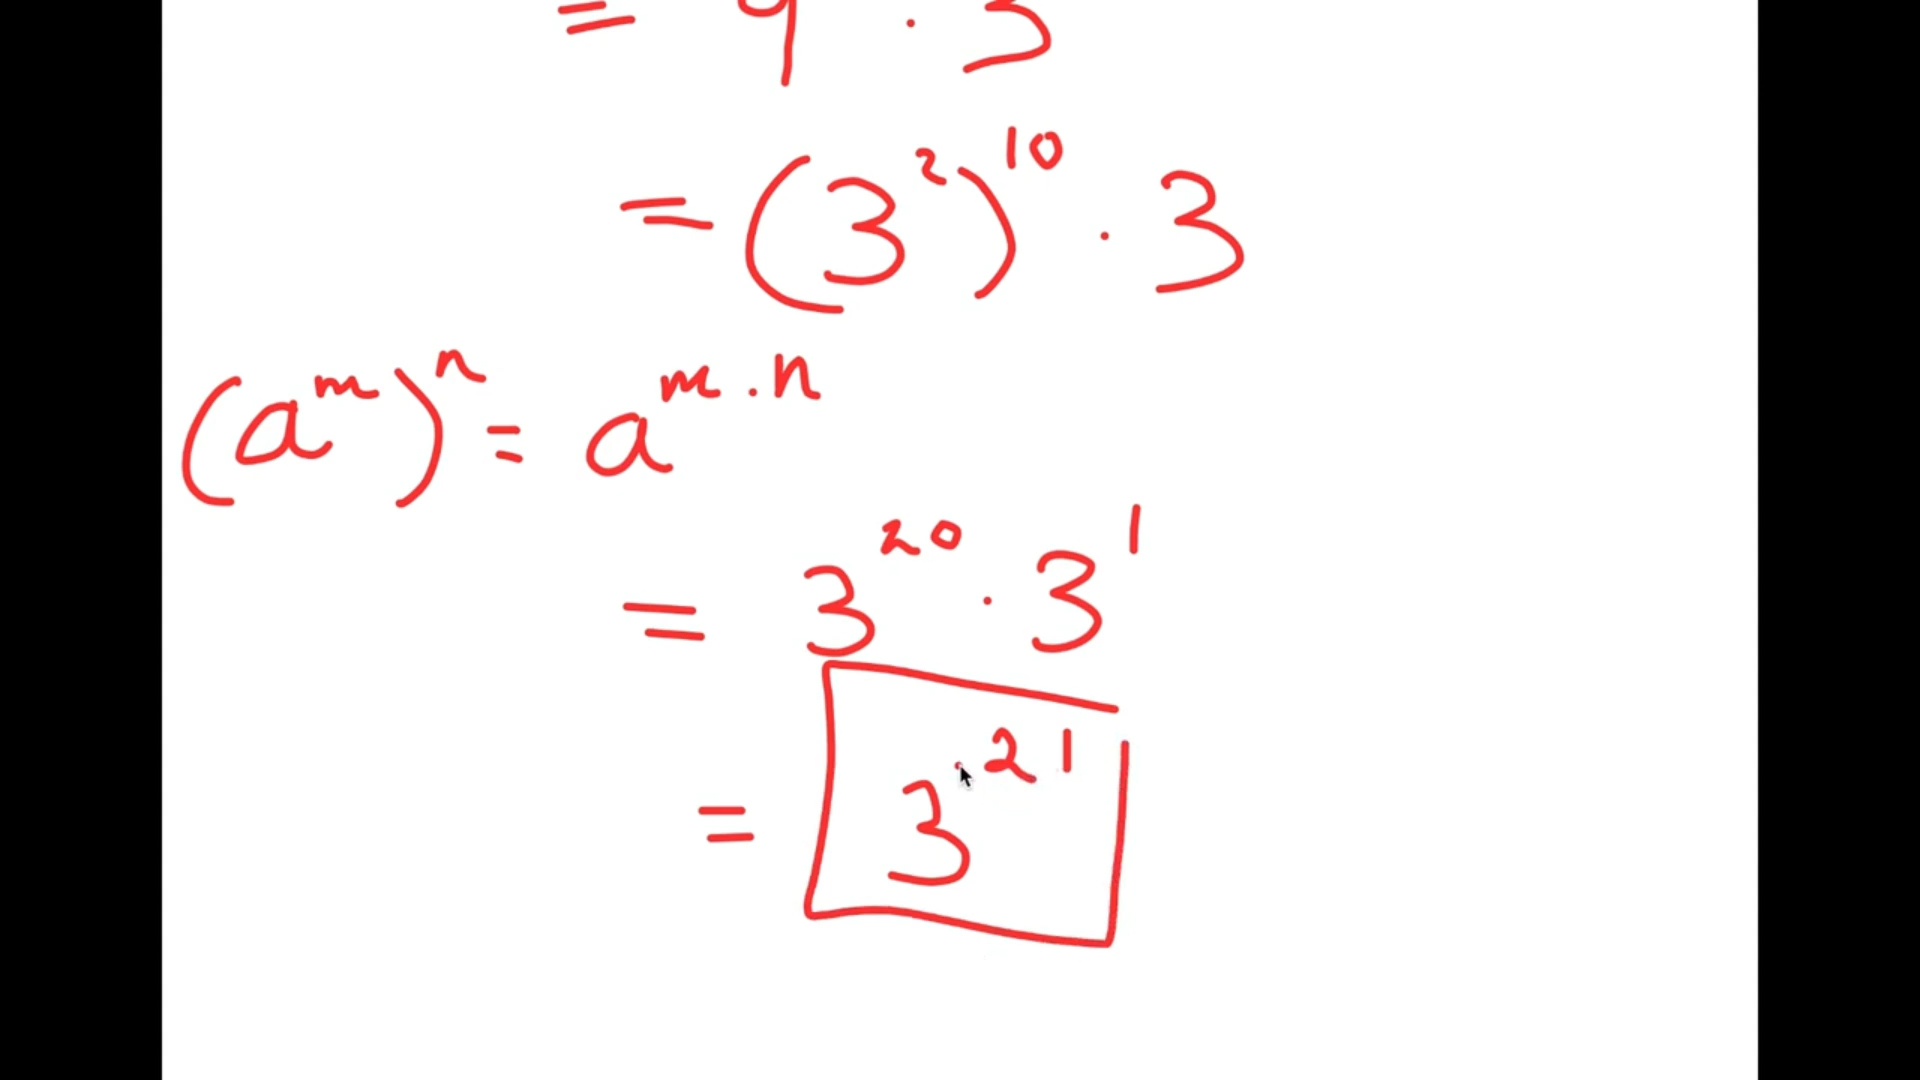 = 9 · 3
= (3²)¹⁰ · 3
(aᵐ)ⁿ = aᵐ·ⁿ
= 3²⁰ · 3¹
= 3²¹